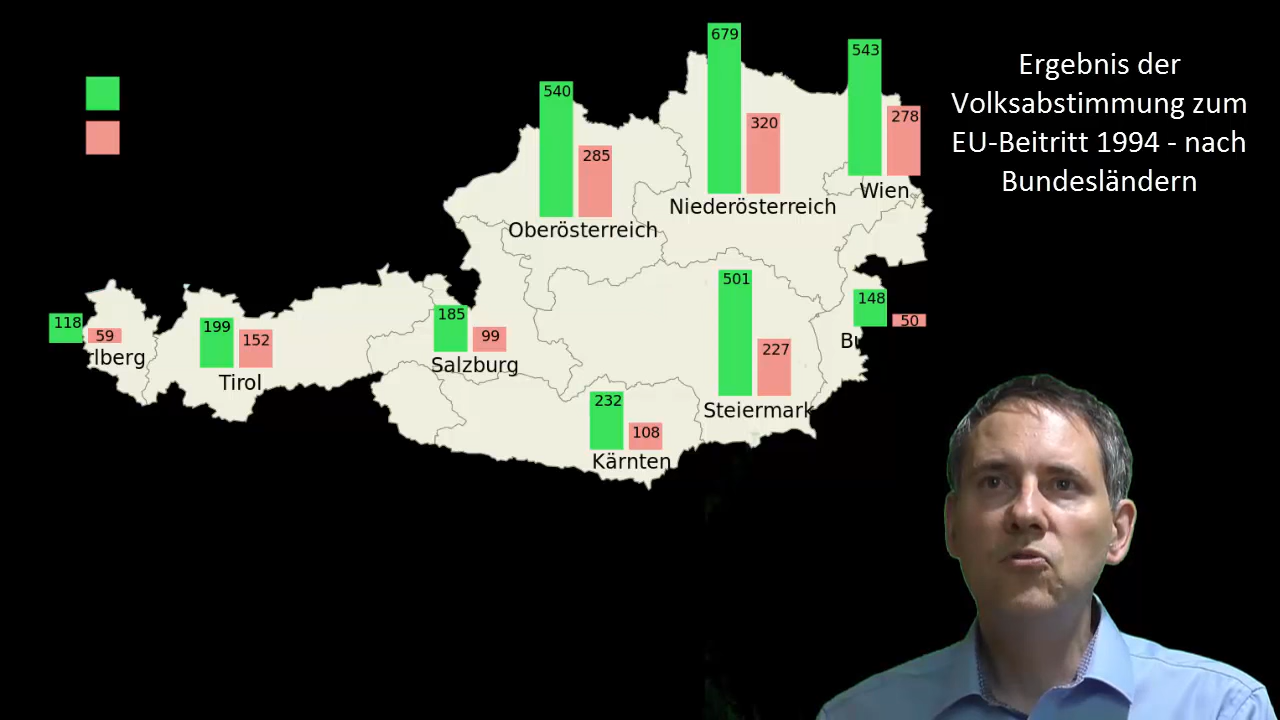 Ergebnis der
Volksabstimmung zum
EU-Beitritt 1994 - nach
Bundesländern
679
320
Niederösterreich
543
278
Wien
540
285
Oberösterreich
501
227
Steiermark
148
50
Bu
118
59
rlberg
199
152
Tirol
185
99
Salzburg
232
108
Kärnten